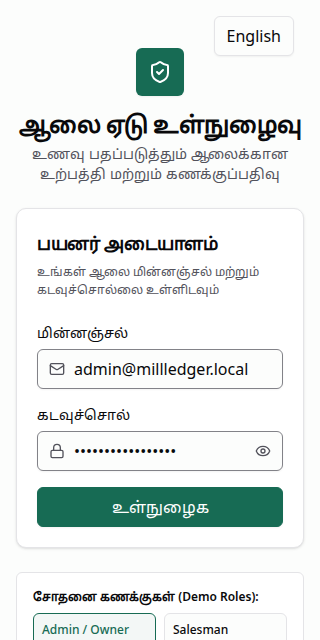 English
ஆலை ஏடு உள்நுழைவு
உணவு பதப்படுத்தும் ஆலைக்கான
உற்பத்தி மற்றும் கணக்குப்பதிவு
பயனர் அடையாளம்
உங்கள் ஆலை மின்னஞ்சல் மற்றும்
கடவுச்சொல்லை உள்ளிடவும்
மின்னஞ்சல்
admin@millledger.local
கடவுச்சொல்
•••••••••••••••••
உள்நுழைக
சோதனை கணக்குகள் (Demo Roles):
Admin / Owner
Salesman